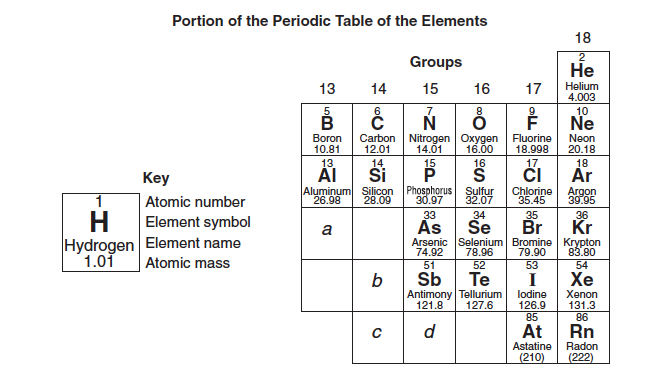 Portion of the Periodic Table of the Elements
18
Groups
2
He
Helium
4.003
13 14 15 16 17
5 6 7 8 9 10
B C N O F Ne
Boron Carbon Nitrogen Oxygen Fluorine Neon
10.81 12.01 14.01 16.00 18.998 20.18
13 14 15 16 17 18
Al Si P S Cl Ar
Aluminum Silicon Phosphorus Sulfur Chlorine Argon
26.98 28.09 30.97 32.07 35.45 39.95
Key
1 Atomic number
H Element symbol
Hydrogen Element name
1.01 Atomic mass
33 34 35 36
a As Se Br Kr
Arsenic Selenium Bromine Krypton
74.92 78.96 79.90 83.80
51 52 53 54
b Sb Te I Xe
Antimony Tellurium Iodine Xenon
121.8 127.6 126.9 131.3
85 86
c d At Rn
Astatine Radon
(210) (222)